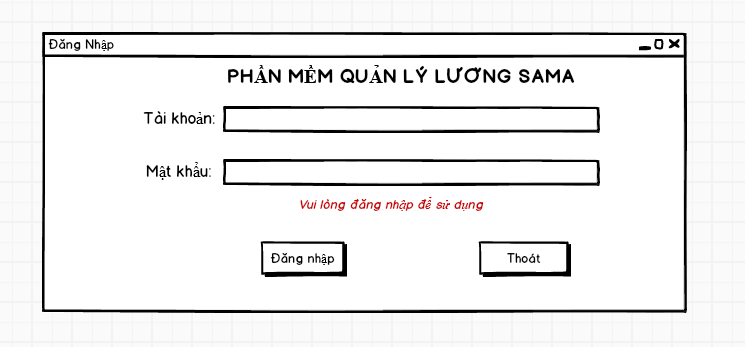 Đăng Nhập
PHẦN MỀM QUẢN LÝ LƯƠNG SAMA
Tài khoản:
Mật khẩu:
Vui lòng đăng nhập để sử dụng
Đăng nhập
Thoát